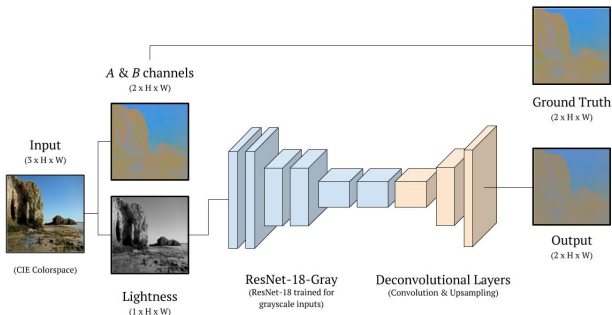 A & B channels
(2 x H x W)
Ground Truth
(2 x H x W)
Input
(3 x H x W)
(CIE Colorspace)
Lightness
(1 x H x W)
ResNet-18-Gray
(ResNet-18 trained for
grayscale inputs)
Deconvolutional Layers
(Convolution & Upsampling)
Output
(2 x H x W)